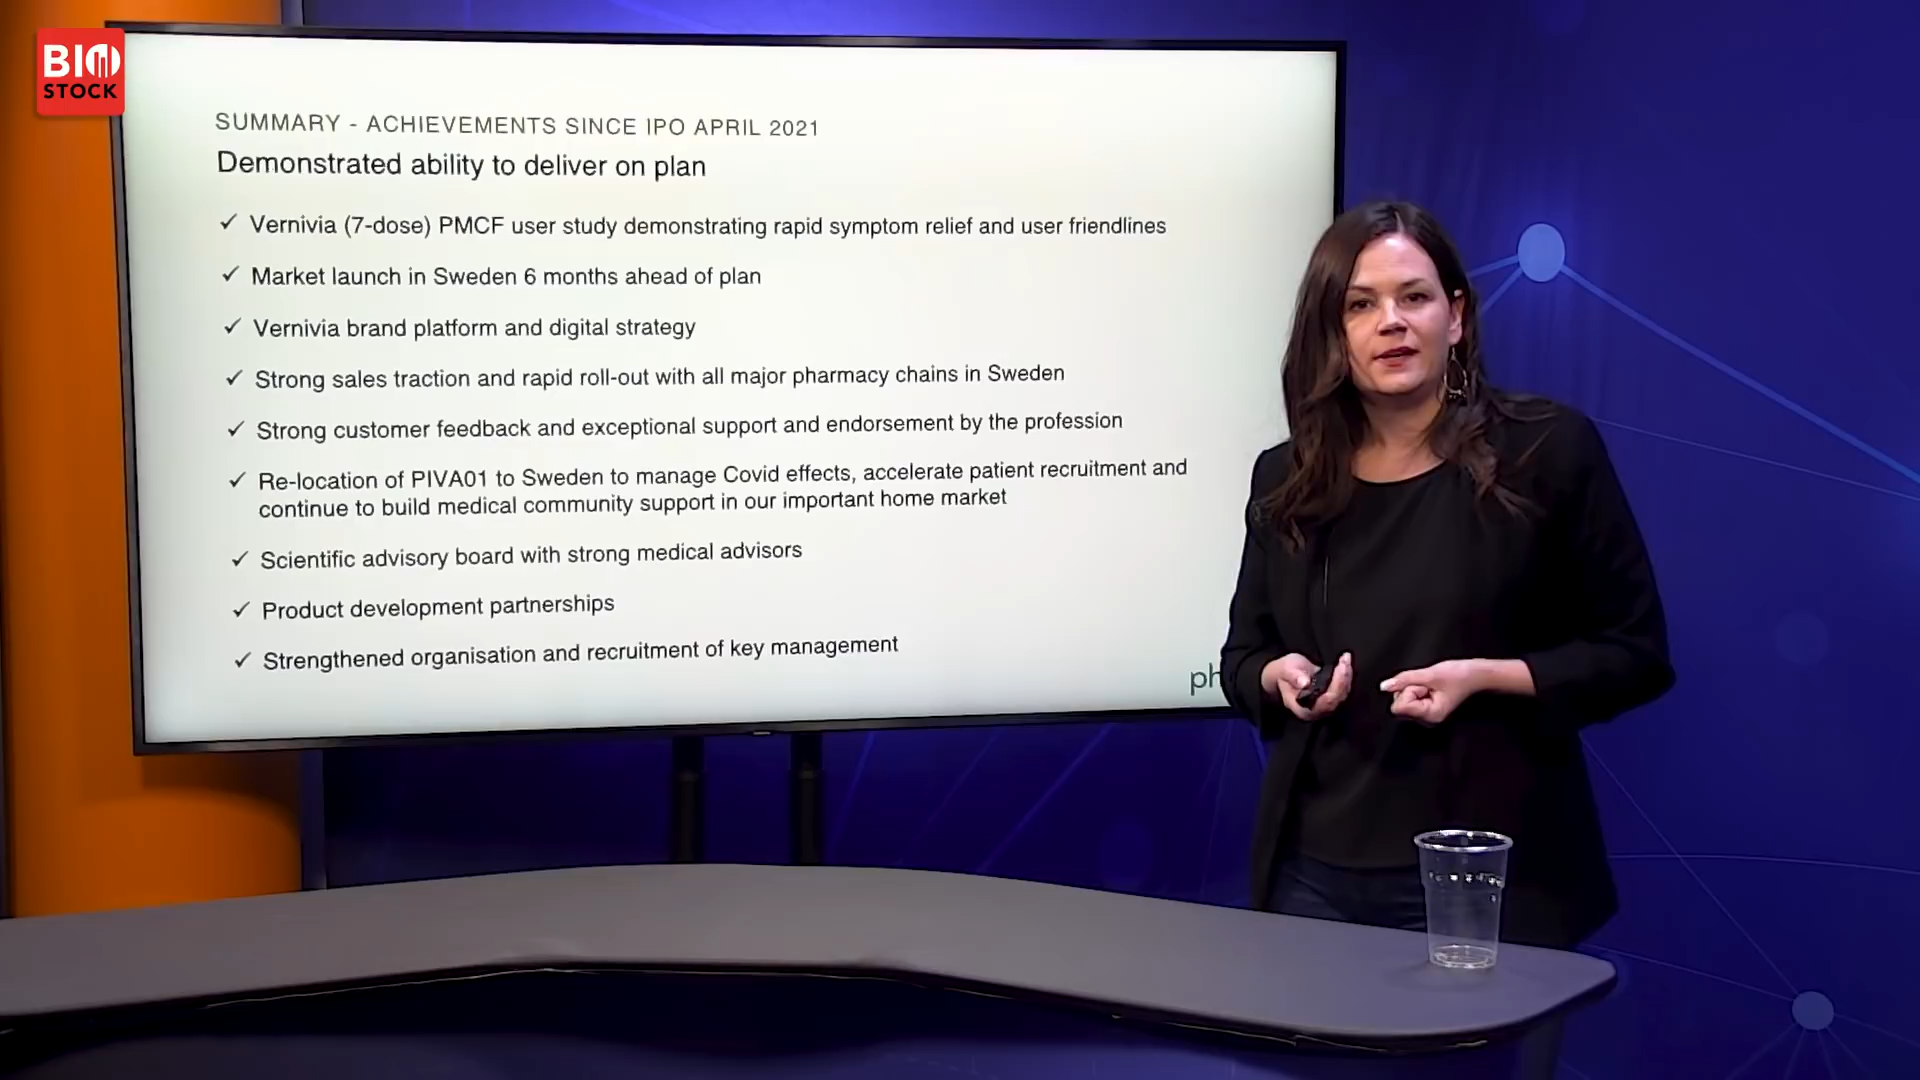 BIO
STOCK
SUMMARY - ACHIEVEMENTS SINCE IPO APRIL 2021
Demonstrated ability to deliver on plan
✓ Vernivia (7-dose) PMCF user study demonstrating rapid symptom relief and user friendlines
✓ Market launch in Sweden 6 months ahead of plan
✓ Vernivia brand platform and digital strategy
✓ Strong sales traction and rapid roll-out with all major pharmacy chains in Sweden
✓ Strong customer feedback and exceptional support and endorsement by the profession
✓ Re-location of PIVA01 to Sweden to manage Covid effects, accelerate patient recruitment and
continue to build medical community support in our important home market
✓ Scientific advisory board with strong medical advisors
✓ Product development partnerships
✓ Strengthened organisation and recruitment of key management
ph